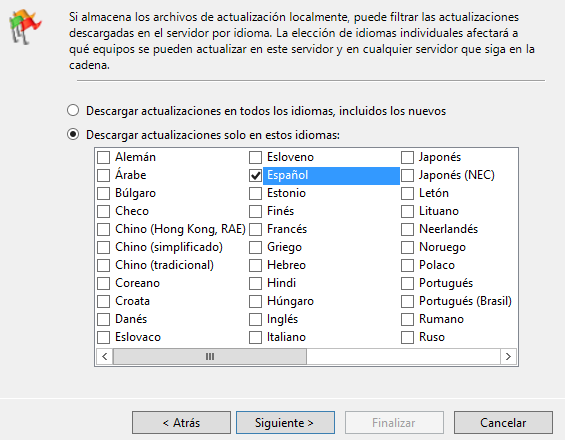 Si almacena los archivos de actualización localmente, puede filtrar las actualizaciones
descargadas en el servidor por idioma. La elección de idiomas individuales afectará a
qué equipos se pueden actualizar en este servidor y en cualquier servidor que siga en la
cadena.
Descargar actualizaciones en todos los idiomas, incluidos los nuevos
Descargar actualizaciones solo en estos idiomas:
Alemán Esloveno Japonés
Árabe Español Japonés (NEC)
Búlgaro Estonio Letón
Checo Finés Lituano
Chino (Hong Kong, RAE) Francés Neerlandés
Chino (simplificado) Griego Noruego
Chino (tradicional) Hebreo Polaco
Coreano Hindi Portugués
Croata Húngaro Portugués (Brasil)
Danés Inglés Rumano
Eslovaco Italiano Ruso
< Atrás Siguiente > Finalizar Cancelar